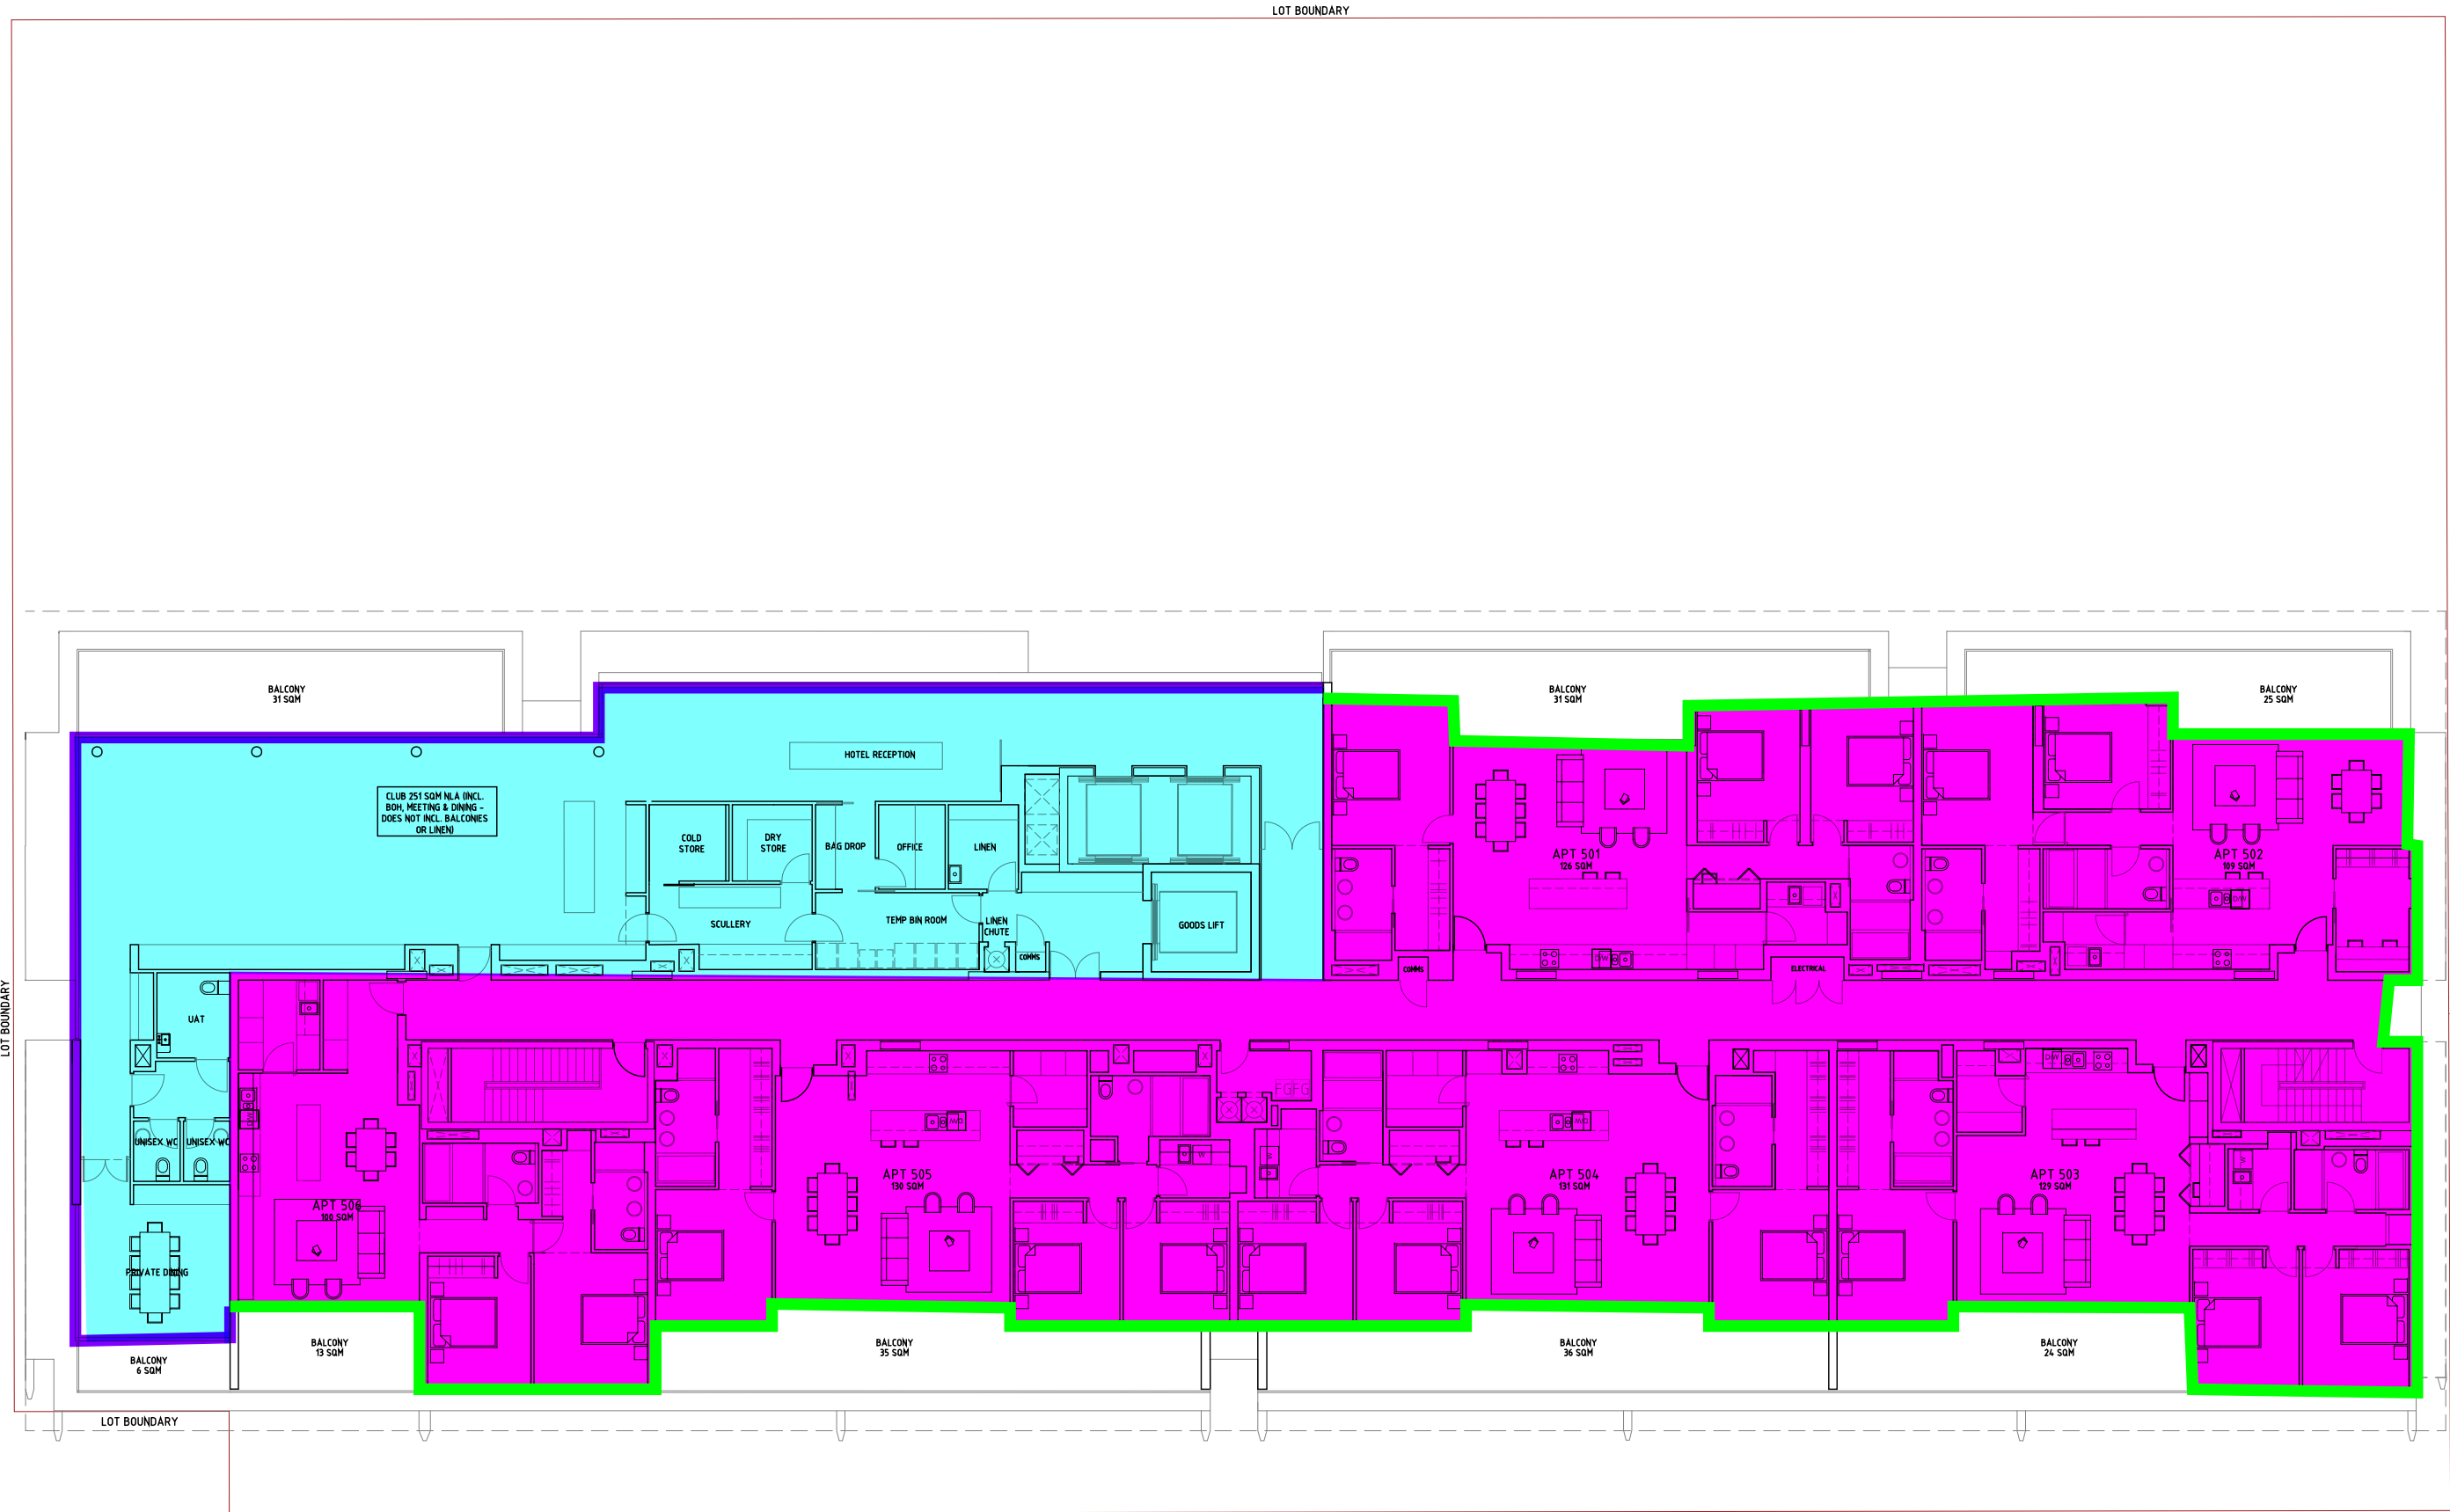 LOT BOUNDARY
BALCONY
31 SQM
BALCONY
31 SQM
BALCONY
25 SQM
HOTEL RECEPTION
CLUB 251 SQM NLA (INCL.
BOH, MEETING & DINING -
DOES NOT INCL. BALCONIES
OR LINEN)
COLD
STORE
DRY
STORE
BAG DROP
OFFICE
LINEN
APT 501
126 SQM
APT 502
109 SQM
SCULLERY
TEMP BIN ROOM
LINEN
CHUTE
GOODS LIFT
D/W
COMMS
D/W
COMMS
ELECTRICAL
LOT BOUNDARY
UAT
D/W
FGFG
D/W
D/W
D/W
UNISEX WC
UNISEX WC
W
W
W
APT 506
100 SQM
APT 505
130 SQM
APT 504
131 SQM
APT 503
129 SQM
PRIVATE DINING
BALCONY
6 SQM
BALCONY
13 SQM
BALCONY
35 SQM
BALCONY
36 SQM
BALCONY
24 SQM
LOT BOUNDARY